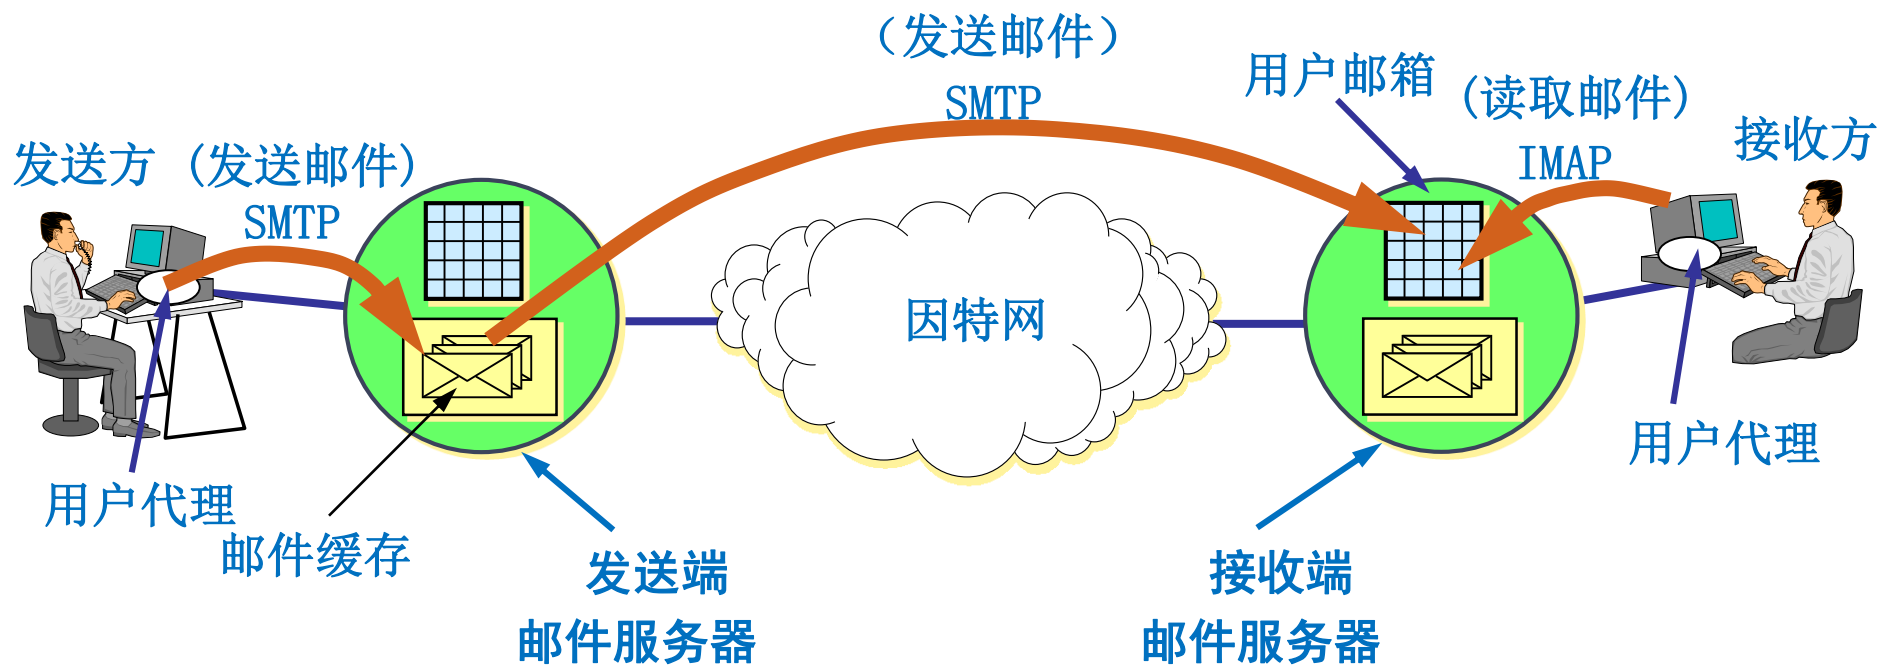 （发送邮件）
SMTP
用户邮箱
(读取邮件)
IMAP
接收方
发送方
(发送邮件)
SMTP
因特网
用户代理
用户代理
邮件缓存
发送端
邮件服务器
接收端
邮件服务器